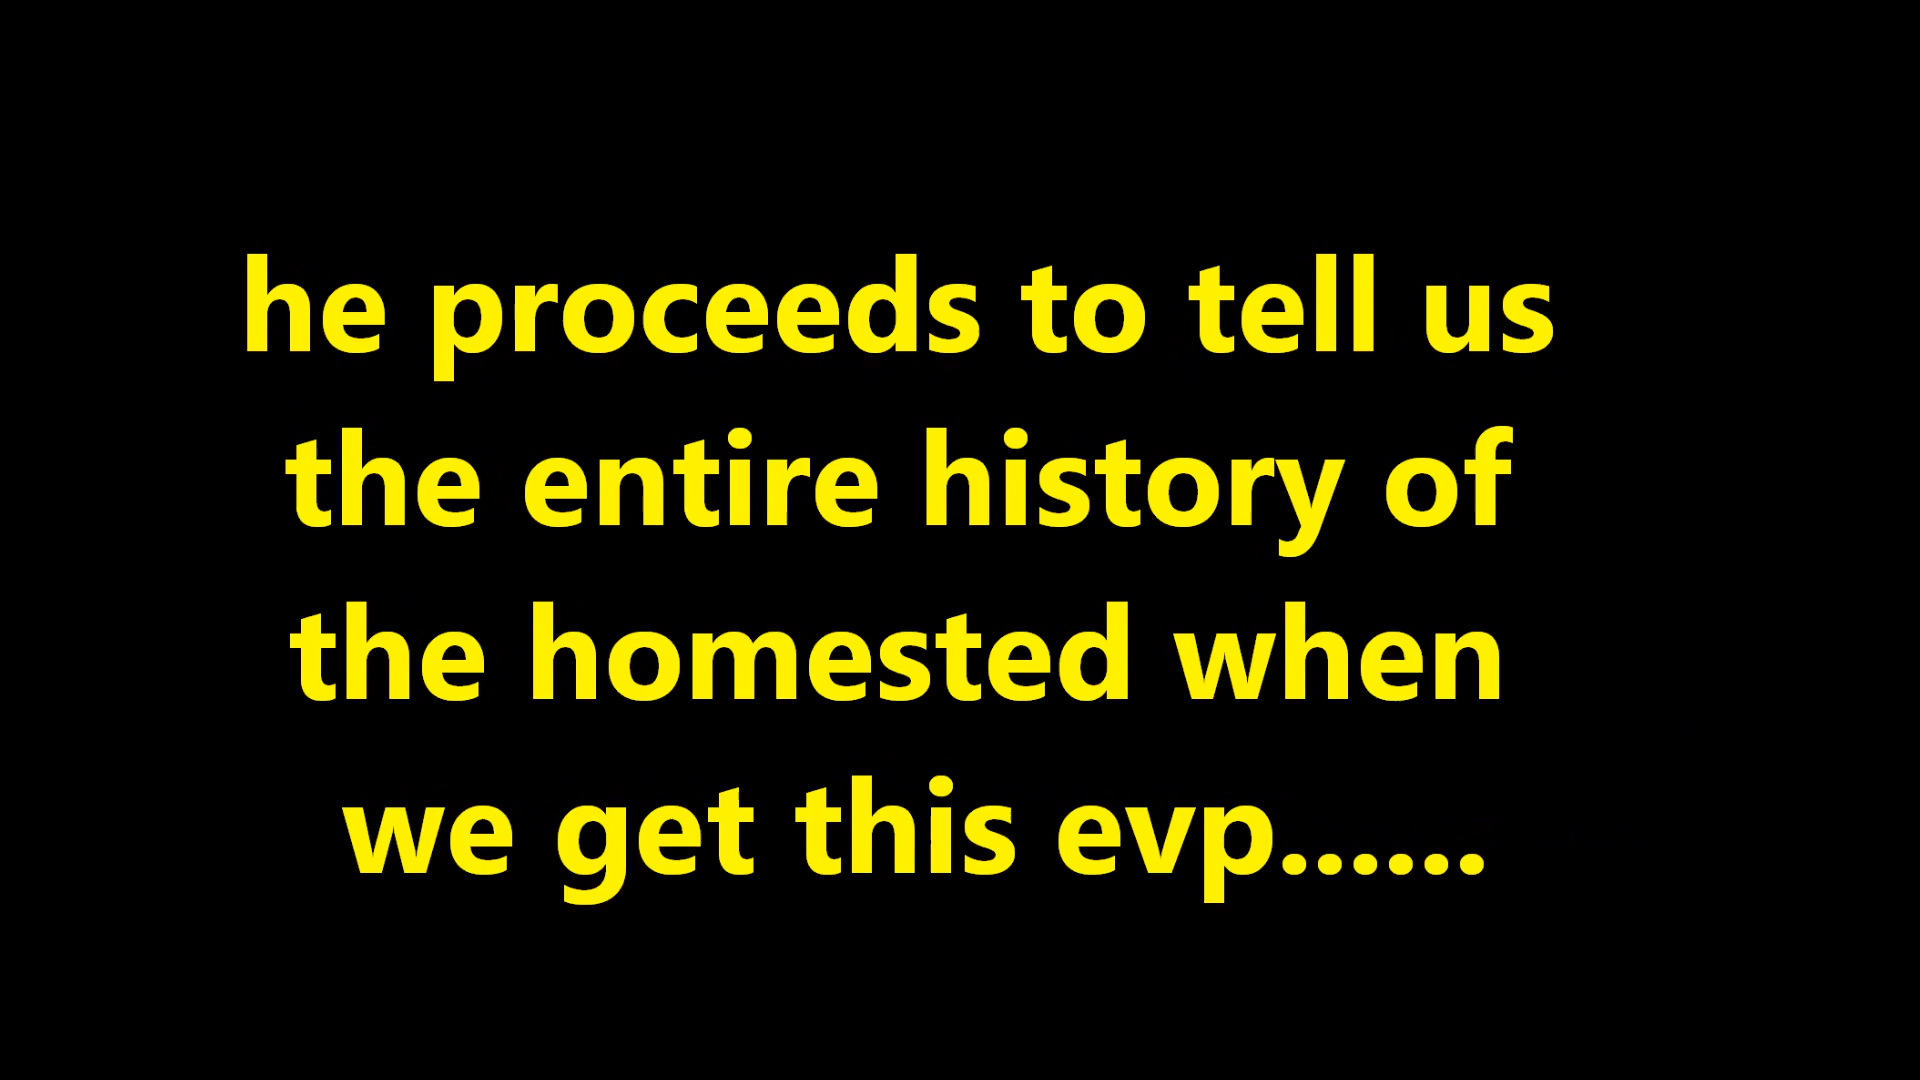 he proceeds to tell us
the entire history of
the homested when
we get this evp......